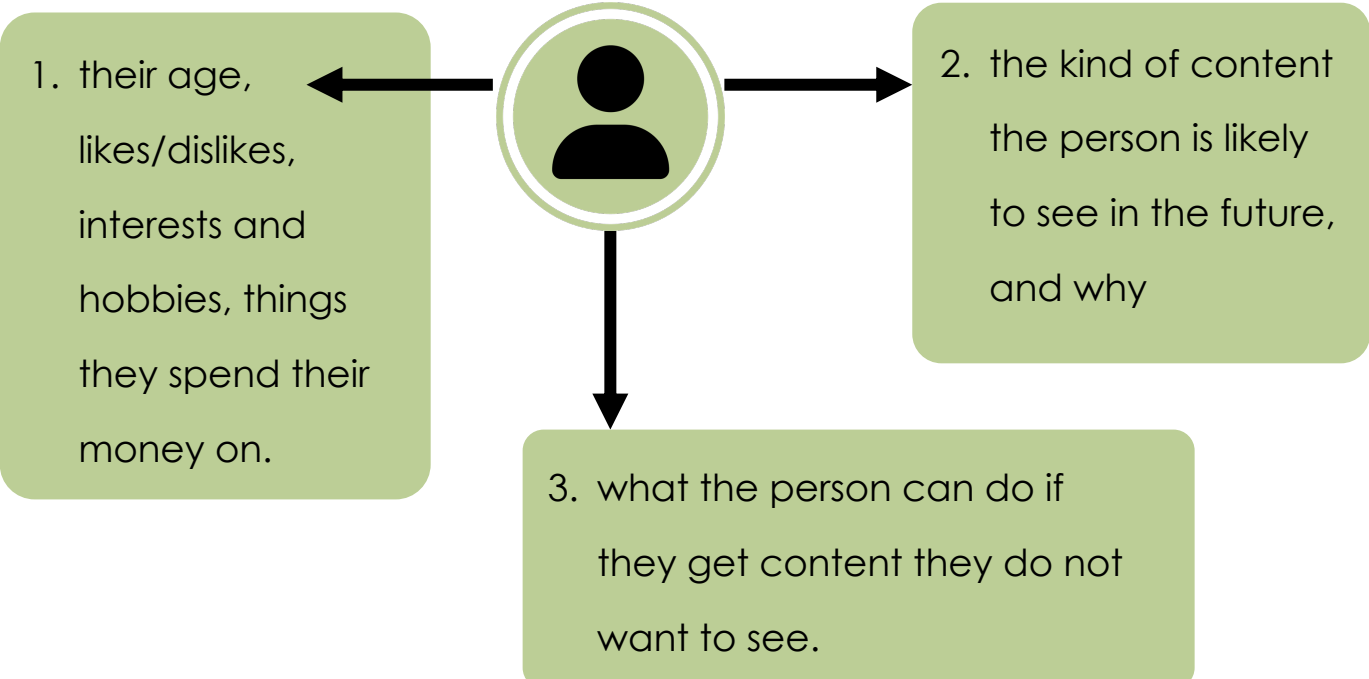 1. their age,
likes/dislikes,
interests and
hobbies, things
they spend their
money on.
2. the kind of content
the person is likely
to see in the future,
and why
3. what the person can do if
they get content they do not
want to see.